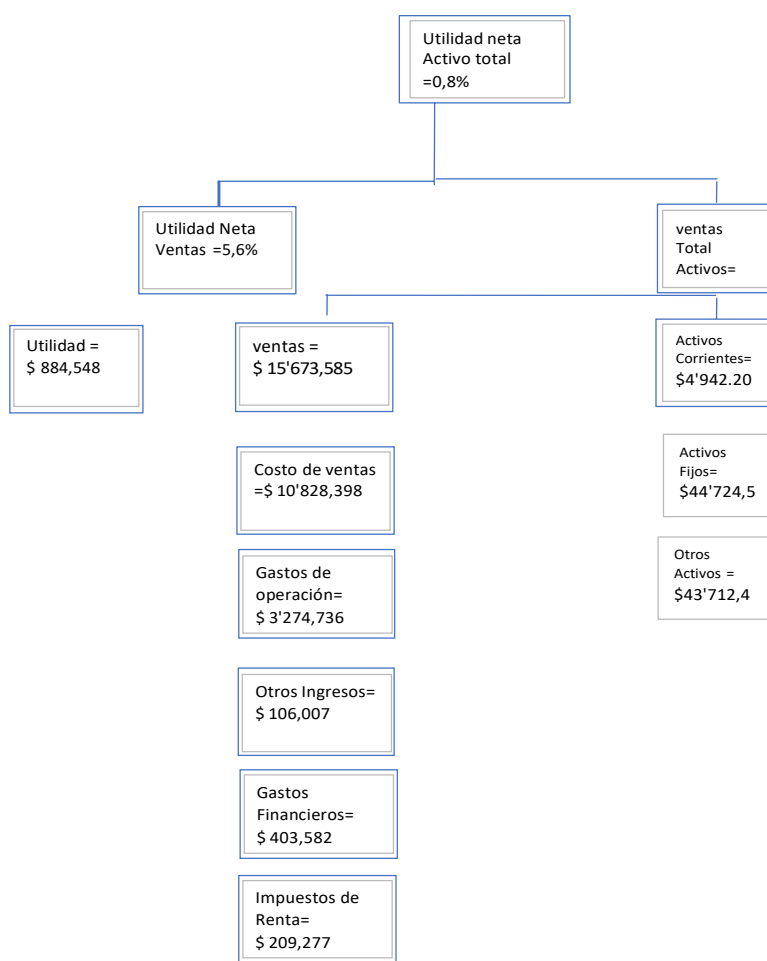 Utilidad neta
Activo total
=0,8%
Utilidad Neta
Ventas =5,6%
ventas
Total
Activos=
Utilidad =
$ 884,548
ventas =
$ 15'673,585
Activos
Corrientes=
$4'942.20
Costo de ventas
=$ 10'828,398
Activos
Fijos=
$44'724,5
Gastos de
operación=
$ 3'274,736
Otros
Activos =
$43'712,4
Otros Ingresos=
$ 106,007
Gastos
Financieros=
$ 403,582
Impuestos de
Renta=
$ 209,277